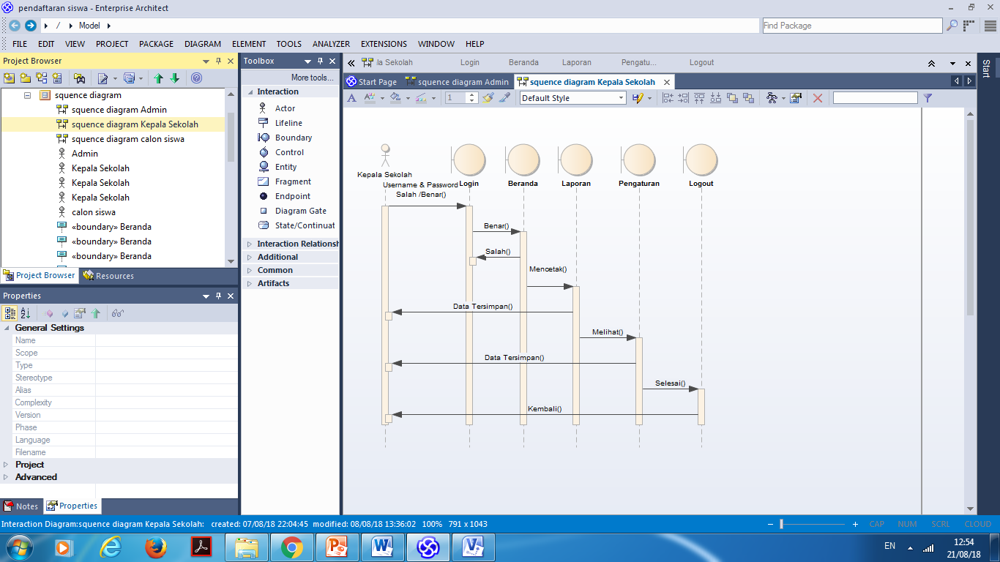 pendaftaran siswa - Enterprise Architect
/ Model
Find Package
FILE EDIT VIEW PROJECT PACKAGE DIAGRAM ELEMENT TOOLS ANALYZER EXTENSIONS WINDOW HELP
Project Browser
squence diagram
squence diagram Admin
squence diagram Kepala Sekolah
squence diagram calon siswa
Admin
Kepala Sekolah
Kepala Sekolah
Kepala Sekolah
calon siswa
«boundary» Beranda
«boundary» Beranda
«boundary» Beranda
Project Browser
Resources
Properties
General Settings
Name
Scope
Type
Stereotype
Alias
Complexity
Version
Phase
Language
Filename
Project
Advanced
Notes
Properties
Toolbox
More tools...
Interaction
Actor
Lifeline
Boundary
Control
Entity
Fragment
Endpoint
Diagram Gate
State/Continuat
Interaction Relationsh
Additional
Common
Artifacts
la Sekolah Login Beranda Laporan Pengatu... Logout
Start Page squence diagram Admin squence diagram Kepala Sekolah
1 Default Style
Start
Kepala Sekolah
Login Beranda Laporan Pengaturan Logout
Username & Password
Salah /Benar()
Benar()
Salah()
Mencetak()
Data Tersimpan()
Melihat()
Data Tersimpan()
Selesai()
Kembali()
Interaction Diagram:squence diagram Kepala Sekolah: created: 07/08/18 22:04:45 modified: 08/08/18 13:36:02 100% 791 x 1043
CAP NUM SCRL CLOUD
EN
12:54
21/08/18